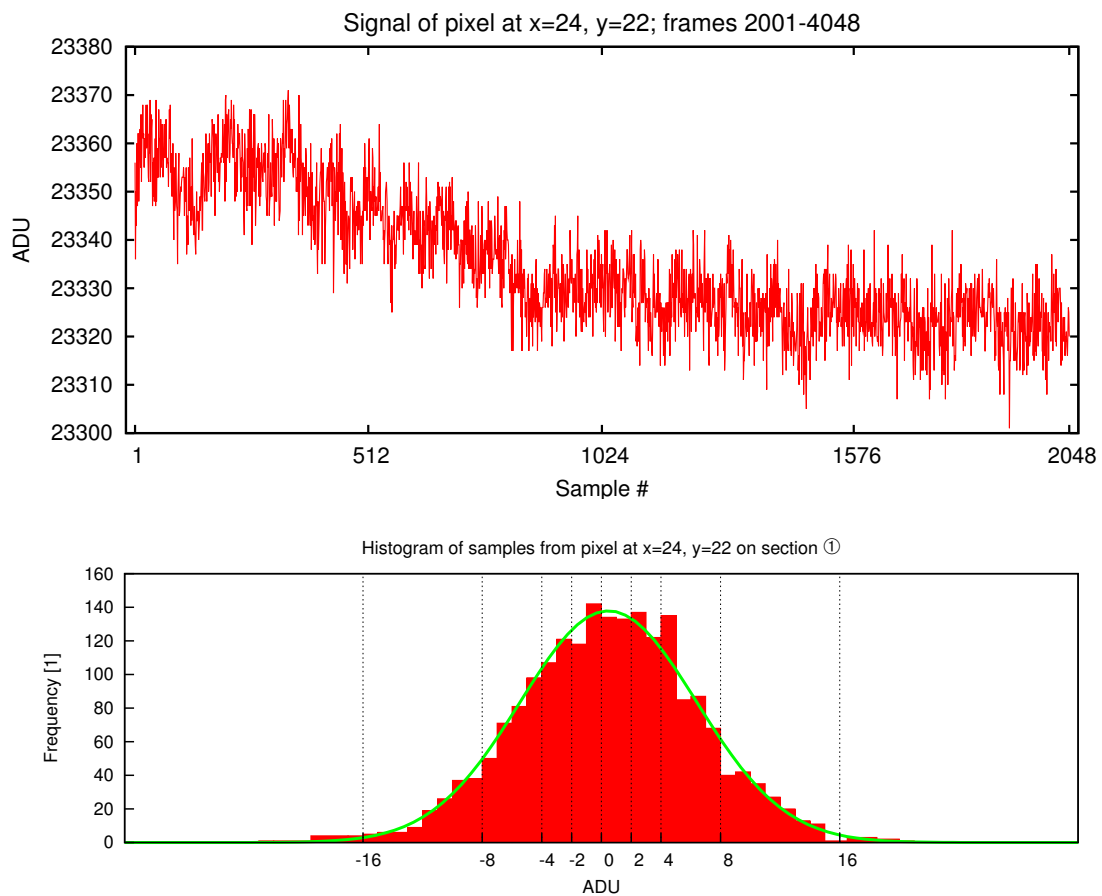 Signal of pixel at x=24, y=22; frames 2001-4048
23380
23370
23360
23350
23340
23330
23320
23310
23300
ADU
1 512 1024 1576 2048
Sample #
Histogram of samples from pixel at x=24, y=22 on section ①
160
140
120
100
80
60
40
20
0
Frequency [1]
-16 -8 -4 -2 0 2 4 8 16
ADU